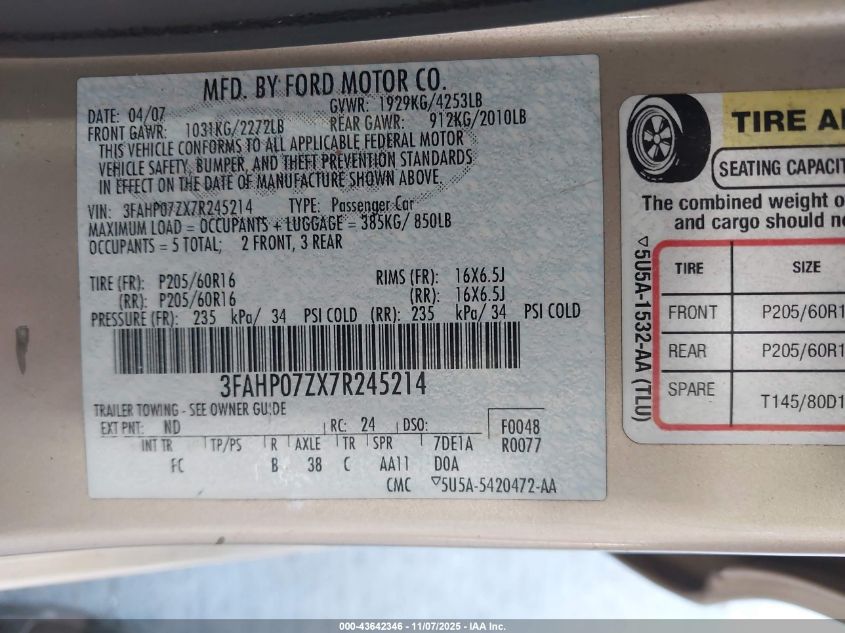 MFD. BY FORD MOTOR CO.
DATE: 04/07
GVWR: 1929KG/4253LB
FRONT GAWR: 1031KG/2272LB
REAR GAWR: 912KG/2010LB
THIS VEHICLE CONFORMS TO ALL APPLICABLE FEDERAL MOTOR
VEHICLE SAFETY, BUMPER, AND THEFT PREVENTION STANDARDS
IN EFFECT ON THE DATE OF MANUFACTURE SHOWN ABOVE.
VIN: 3FAHP07ZX7R245214 TYPE: Passenger Car
MAXIMUM LOAD = OCCUPANTS + LUGGAGE = 385KG/ 850LB
OCCUPANTS = 5 TOTAL; 2 FRONT, 3 REAR
TIRE (FR): P205/60R16 RIMS (FR): 16X6.5J
(RR): P205/60R16 (RR): 16X6.5J
PRESSURE (FR): 235 kPa/ 34 PSI COLD (RR): 235 kPa/ 34 PSI COLD
3FAHP07ZX7R245214
TRAILER TOWING - SEE OWNER GUIDE
EXT PNT: ND RC: 24 DSO: F0048
INT TR TP/PS R AXLE TR SPR 7DE1A R0077
FC B 38 C AA11 D0A
CMC ▽5U5A-5420472-AA
TIRE A
SEATING CAPACIT
The combined weight o
and cargo should n
▽5U5A-1532-AA (TLU)
TIRE SIZE
FRONT P205/60R1
REAR P205/60R1
SPARE T145/80D1
000-43642346 - 11/07/2025 - IAA Inc.